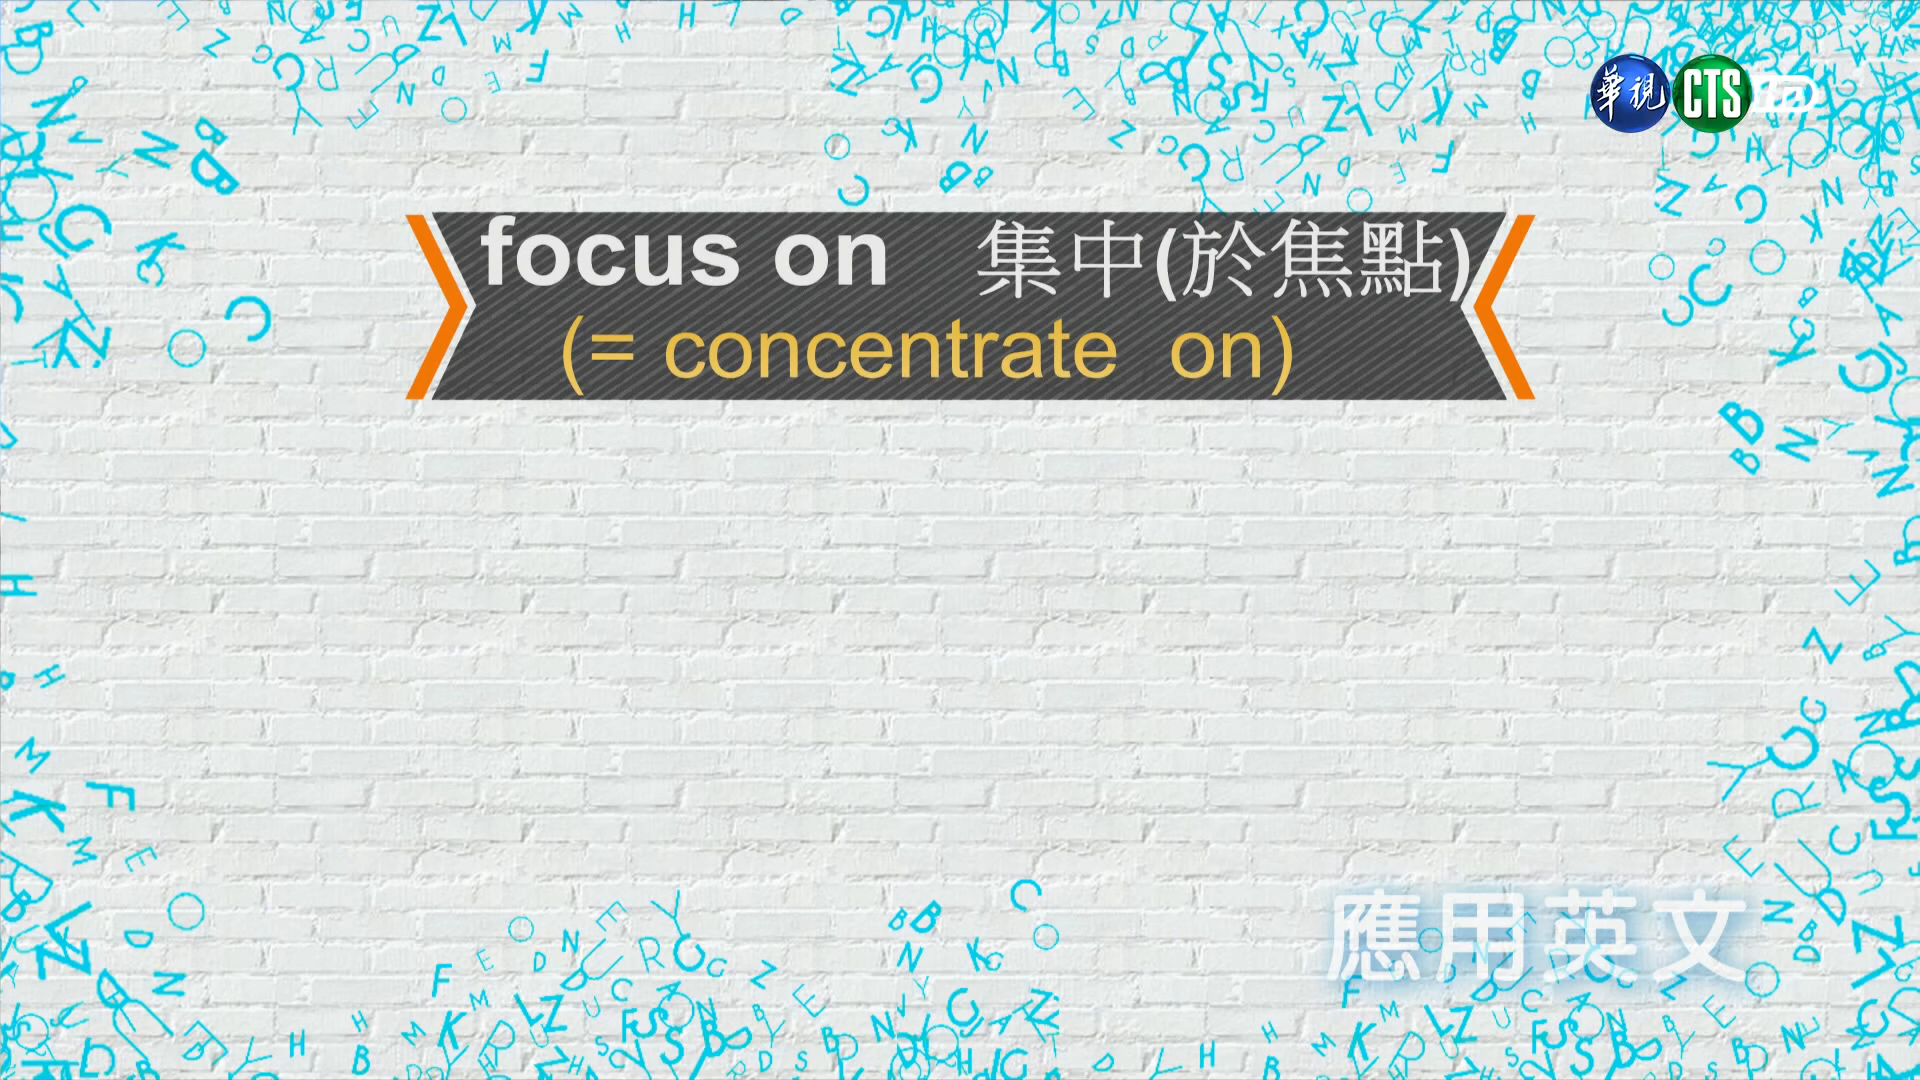 華視 CTS
focus on 集中(於焦點)
(= concentrate on)
應用英文